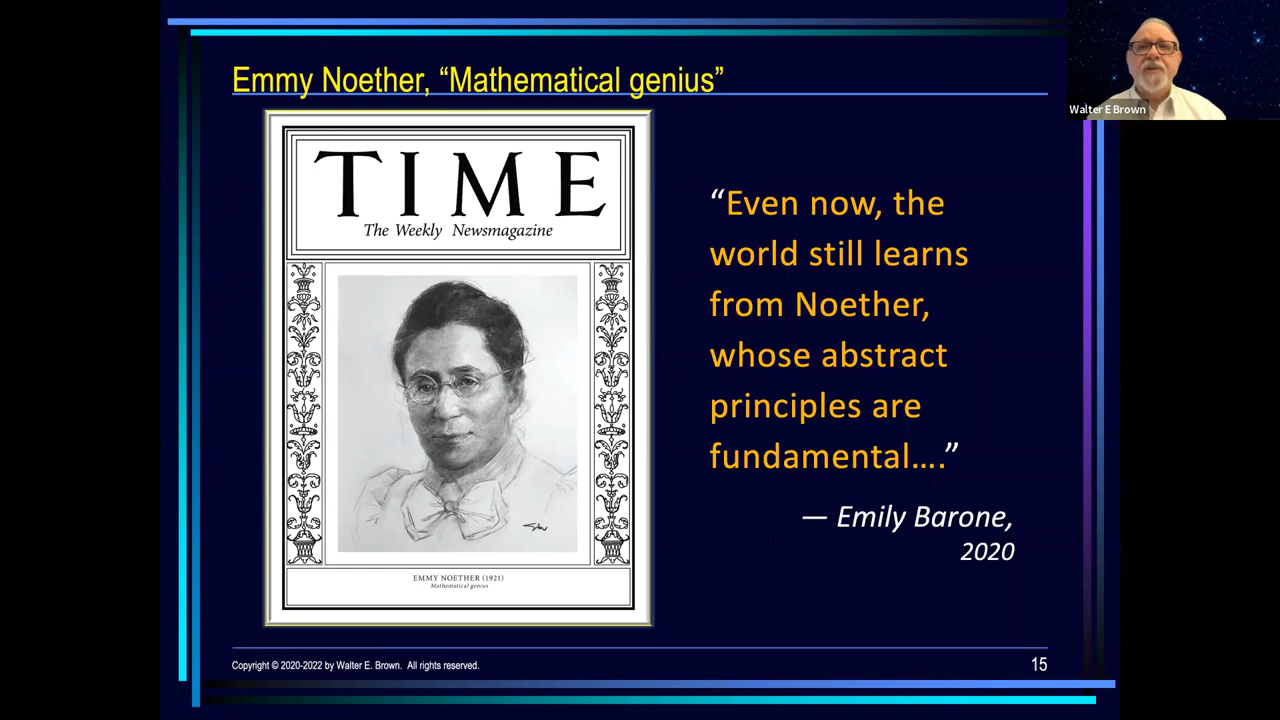 Emmy Noether, “Mathematical genius”
Walter E Brown
TIME
The Weekly Newsmagazine
EMMY NOETHER (1921)
Mathematical genius
“Even now, the
world still learns
from Noether,
whose abstract
principles are
fundamental….”
— Emily Barone,
2020
Copyright © 2020-2022 by Walter E. Brown.  All rights reserved.
15